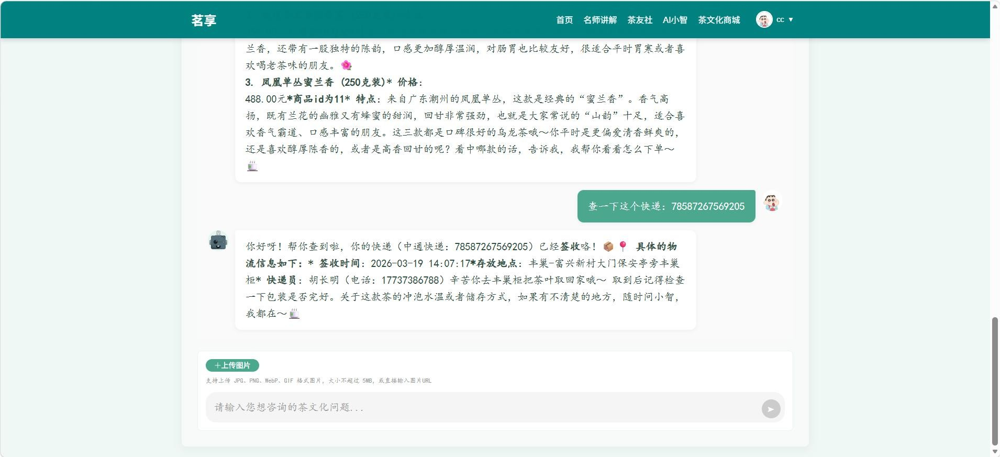 茗享
首页 名师讲解 茶友社 AI小智 茶文化商城 cc ▼
兰香，还带有一股独特的陈韵，口感更加醇厚温润，对肠胃也比较友好，很适合平时胃寒或者喜
欢喝老茶味的朋友。🌺
3. 凤凰单丛蜜兰香 (250克装)* 价格：
488.00元*商品id为11* 特点：来自广东潮州的凤凰单丛，这款是经典的“蜜兰香”。香气高
扬，既有兰花的幽雅又有蜂蜜的甜润，回甘非常强劲，也就是大家常说的“山韵”十足，适合喜
欢香气霸道、口感丰富的朋友。这三款都是口碑很好的乌龙茶哦～你平时是更偏爱清香鲜爽的，
还是喜欢醇厚陈香的，或者是高香回甘的呢？看中哪款的话，告诉我，我帮你看看怎么下单～
🍵
查一下这个快递：78587267569205
你好呀！帮你查到啦，你的快递（中通快递：78587267569205）已经签收咯！📦📍 具体的物
流信息如下：* 签收时间：2026-03-19 14:07:17*存放地点：丰巢-富兴新村大门保安亭旁丰巢
柜* 快递员：胡长明（电话：17737386788）辛苦你去丰巢柜把茶叶取回家哦～ 取到后记得检查
一下包装是否完好。关于这款茶的冲泡水温或者储存方式，如果有不清楚的地方，随时问小智，
我都在～🍵
＋上传图片
支持上传 JPG、PNG、WebP、GIF 格式图片，大小不超过 5MB，或直接输入图片URL
请输入您想咨询的茶文化问题...